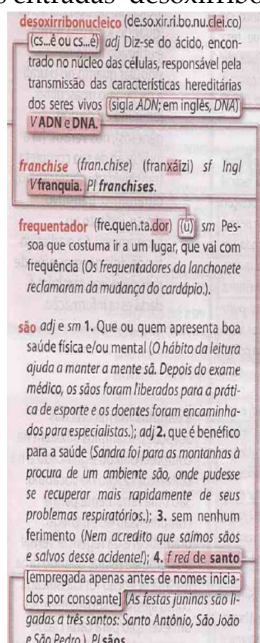 desoxirribonucleico (de.so.xir.ri.bo.nu.clei.co)
(cs...ê ou cs...é) adj Diz-se do ácido, encon-
trado no núcleo das células, responsável pela
transmissão das características hereditárias
dos seres vivos (sigla ADN; em inglês, DNA)
V ADN e DNA.
franchise (fran.chise) (franxáizi) sf Ingl
V franquia. Pl franchises.
frequentador (fre.quen.ta.dor) (ü) sm Pes-
soa que costuma ir a um lugar, que vai com
frequência (Os frequentadores da lanchonete
reclamaram da mudança do cardápio.).
são adj e sm 1. Que ou quem apresenta boa
saúde física e/ou mental (O hábito da leitura
ajuda a manter a mente sã. Depois do exame
médico, os sãos foram liberados para a práti-
ca de esporte e os doentes foram encaminha-
dos para especialistas.); adj 2. que é benéfico
para a saúde (Sandra foi para as montanhas à
procura de um ambiente são, onde pudesse
se recuperar mais rapidamente de seus
problemas respiratórios.); 3. sem nenhum
ferimento (Nem acredito que saímos sãos
e salvos desse acidente!); 4. f red de santo
[empregada apenas antes de nomes inicia-
dos por consoante] (As festas juninas são li-
gadas a três santos: Santo Antônio, São João
e São Pedro.). Pl sãos.